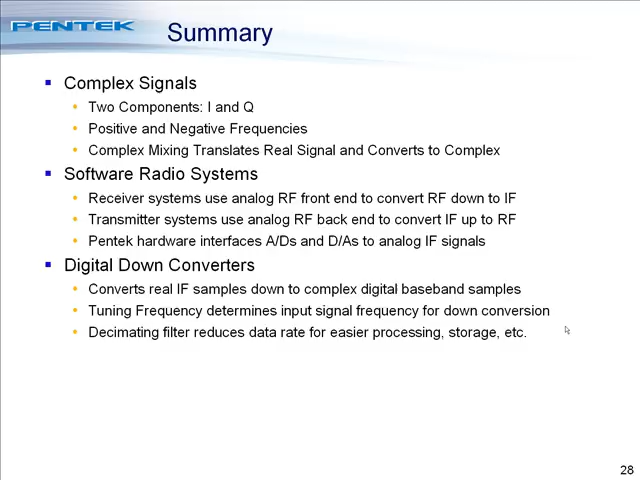 PENTEK
Summary
Complex Signals
Two Components: I and Q
Positive and Negative Frequencies
Complex Mixing Translates Real Signal and Converts to Complex
Software Radio Systems
Receiver systems use analog RF front end to convert RF down to IF
Transmitter systems use analog RF back end to convert IF up to RF
Pentek hardware interfaces A/Ds and D/As to analog IF signals
Digital Down Converters
Converts real IF samples down to complex digital baseband samples
Tuning Frequency determines input signal frequency for down conversion
Decimating filter reduces data rate for easier processing, storage, etc.
28